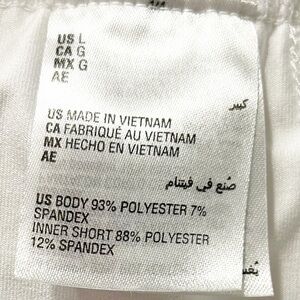 US L
CA G
MX G
AE
كبير
US MADE IN VIETNAM
CA FABRIQUÉ AU VIETNAM
MX HECHO EN VIETNAM
AE
صُنع في فيتنام
US BODY 93% POLYESTER 7%
SPANDEX
INNER SHORT 88% POLYESTER
12% SPANDEX